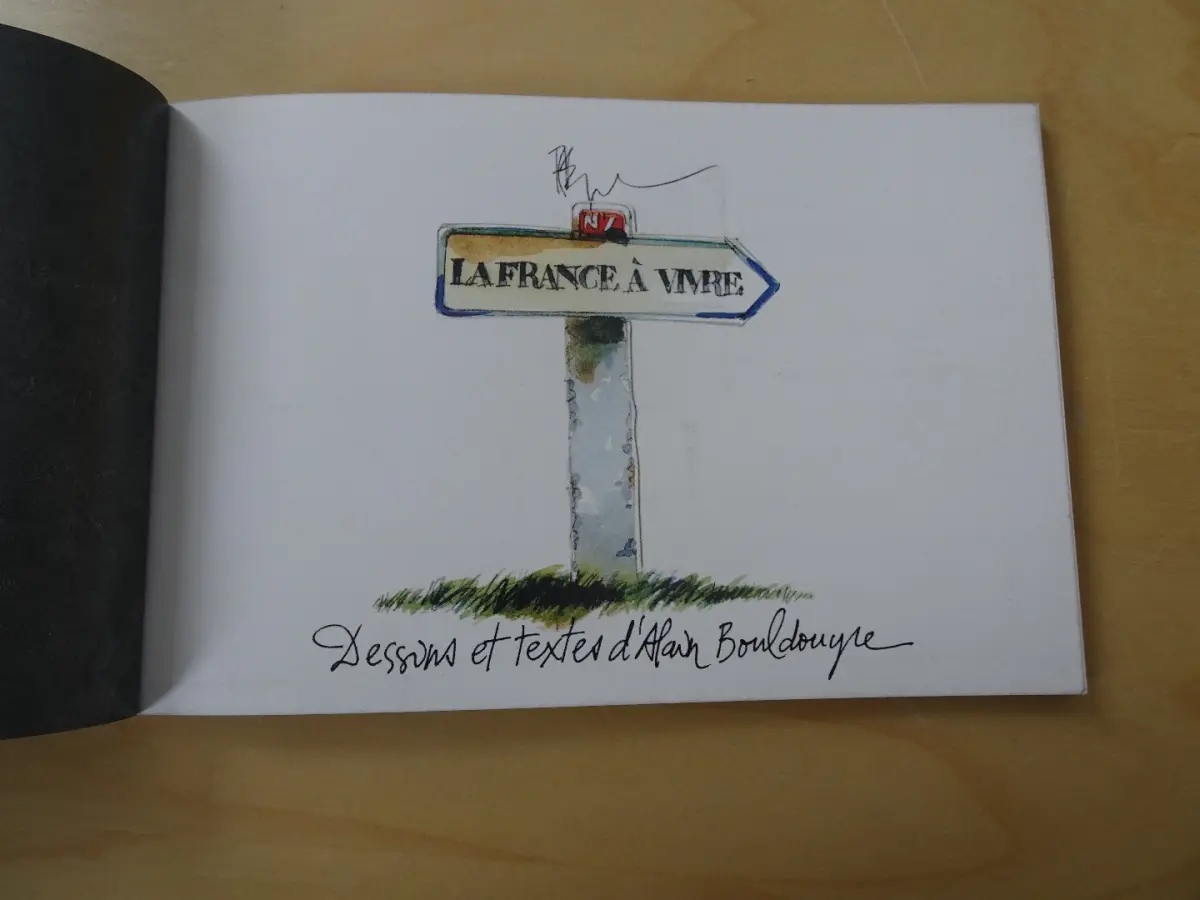 N7
LA FRANCE À VIVRE
Dessins et textes d'Alain Bouldouyre